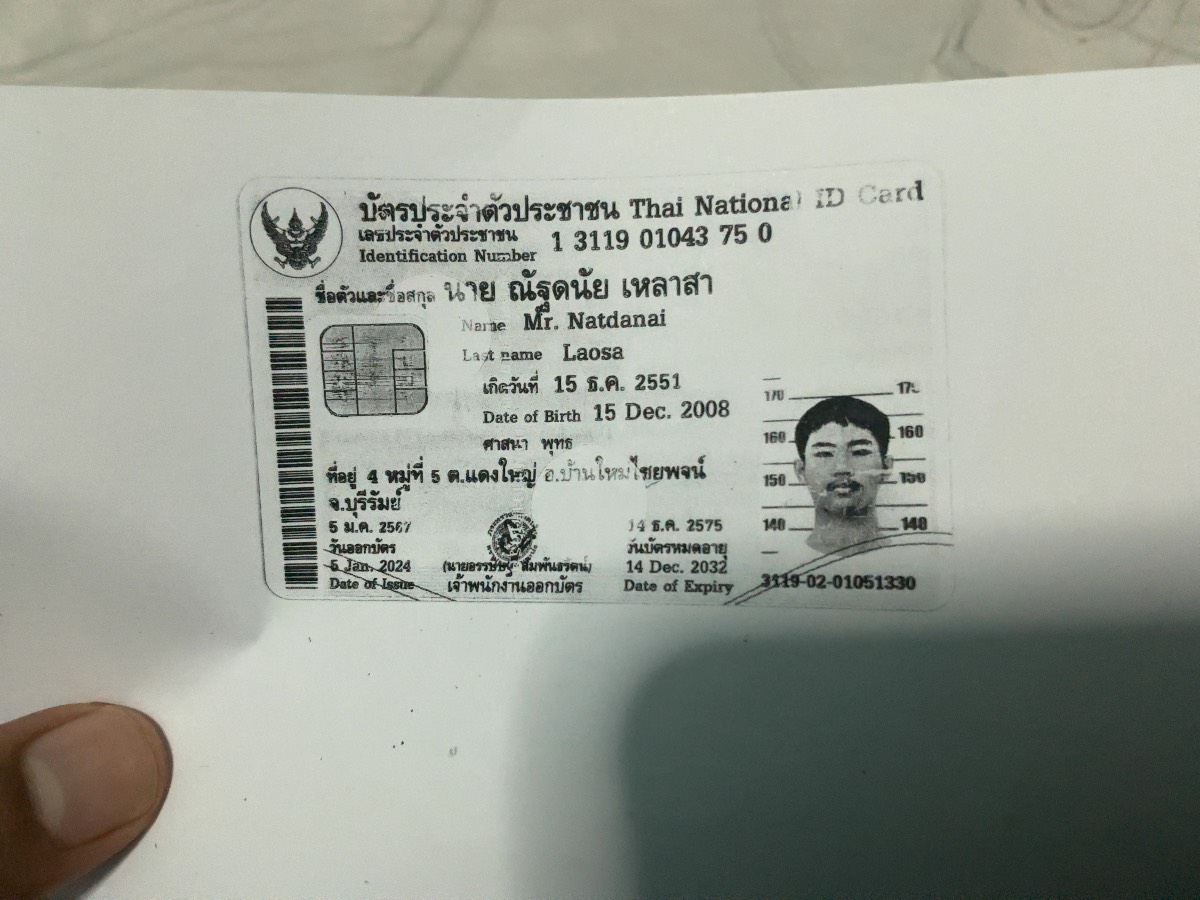 บัตรประจำตัวประชาชน Thai National ID Card
เลขประจำตัวประชาชน
Identification Number 1 3119 01043 75 0
ชื่อตัวและชื่อสกุล นาย ณัฐดนัย เหลาสา
Name Mr. Natdanai
Last name Laosa
เกิดวันที่ 15 ธ.ค. 2551
Date of Birth 15 Dec. 2008
ศาสนา พุทธ
ที่อยู่ 4 หมู่ที่ 5 ต.แดงใหญ่ อ.บ้านใหม่ไชยพจน์
จ.บุรีรัมย์
5 ม.ค. 2567
วันออกบัตร
5 Jan. 2024
Date of Issue
เจ้าพนักงานออกบัตร
14 ธ.ค. 2575
วันบัตรหมดอายุ
14 Dec. 2032
Date of Expiry
170
160 160
150 150
140 140
3119-02-01051330